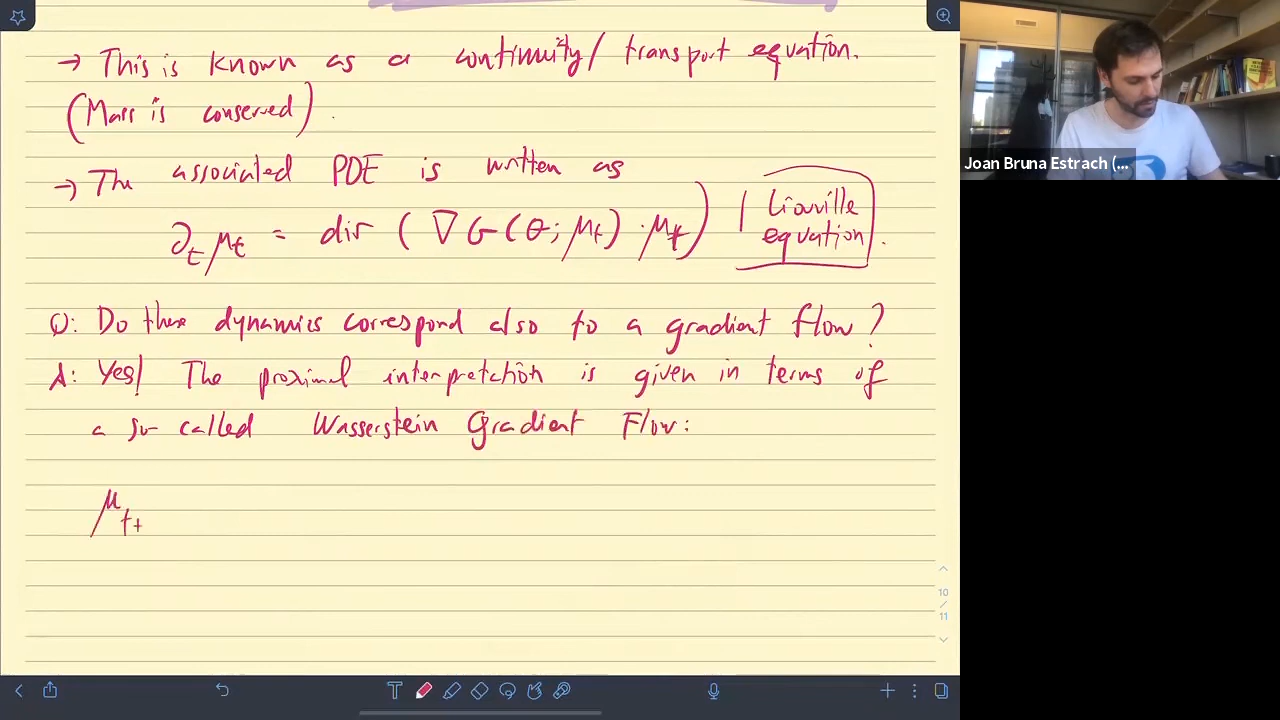 → This is known as a continuity/ transport equation.
(Mass is conserved).
→ The associated PDE is written as
∂_t μ_t = div ( ∇G(θ; μ_t) · μ_t) | Liouville equation.
Q: Do these dynamics correspond also to a gradient flow?
A: Yes! The proximal interpretation is given in terms of
a so called Wasserstein Gradient Flow:
μ_t+
Joan Bruna Estrach (...
10
/
11
T